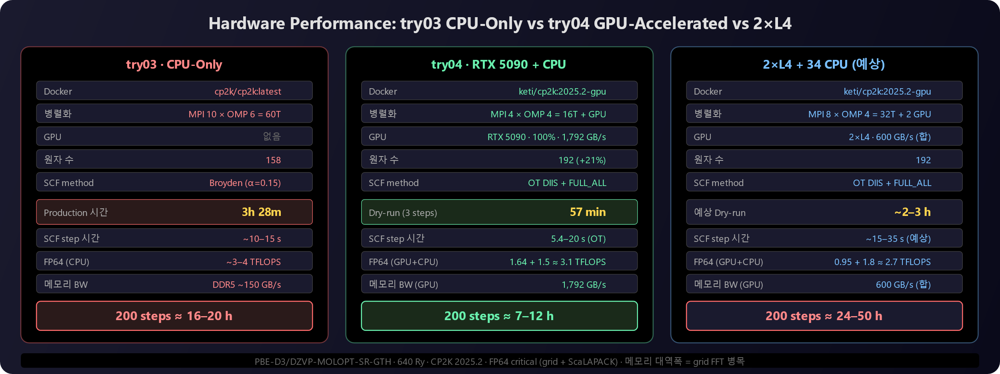 Hardware Performance: try03 CPU-Only vs try04 GPU-Accelerated vs 2×L4
try03 · CPU-Only
Docker cp2k/cp2k:latest
병렬화 MPI 10 × OMP 6 = 60T
GPU 없음
원자 수 158
SCF method Broyden (α=0.15)
Production 시간 3h 28m
SCF step 시간 ~10–15 s
FP64 (CPU) ~3–4 TFLOPS
메모리 BW DDR5 ~150 GB/s
200 steps ≈ 16–20 h
try04 · RTX 5090 + CPU
Docker keti/cp2k:2025.2-gpu
병렬화 MPI 4 × OMP 4 = 16T + GPU
GPU RTX 5090 · 100% · 1,792 GB/s
원자 수 192 (+21%)
SCF method OT DIIS + FULL_ALL
Dry-run (3 steps) 57 min
SCF step 시간 5.4–20 s (OT)
FP64 (GPU+CPU) 1.64 + 1.5 ≈ 3.1 TFLOPS
메모리 BW (GPU) 1,792 GB/s
200 steps ≈ 7–12 h
2×L4 + 34 CPU (예상)
Docker keti/cp2k:2025.2-gpu
병렬화 MPI 8 × OMP 4 = 32T + 2 GPU
GPU 2×L4 · 600 GB/s (합)
원자 수 192
SCF method OT DIIS + FULL_ALL
예상 Dry-run ~2–3 h
SCF step 시간 ~15–35 s (예상)
FP64 (GPU+CPU) 0.95 + 1.8 ≈ 2.7 TFLOPS
메모리 BW (GPU) 600 GB/s (합)
200 steps ≈ 24–50 h
PBE-D3/DZVP-MOLOPT-SR-GTH · 640 Ry · CP2K 2025.2 · FP64 critical (grid + ScaLAPACK) · 메모리 대역폭 = grid FFT 병목